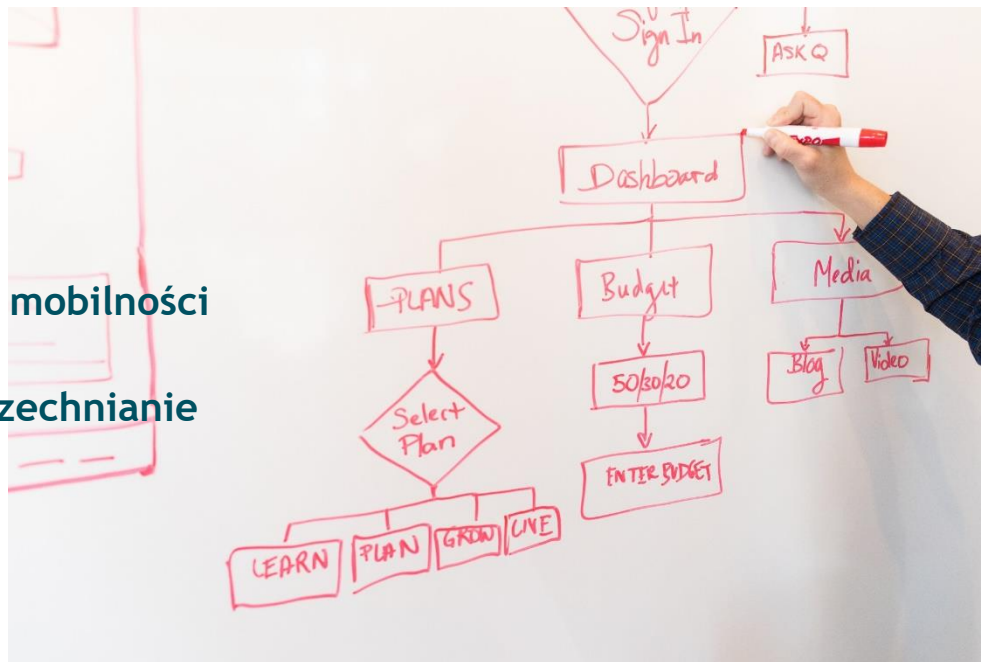 Sign In
ASK Q
Dashboard
PLANS
Budget
Media
mobilności
50/30/20
Blog
Video
Select
Plan
zechnianie
ENTER BUDGET
LEARN
PLAN
GROW
LIVE